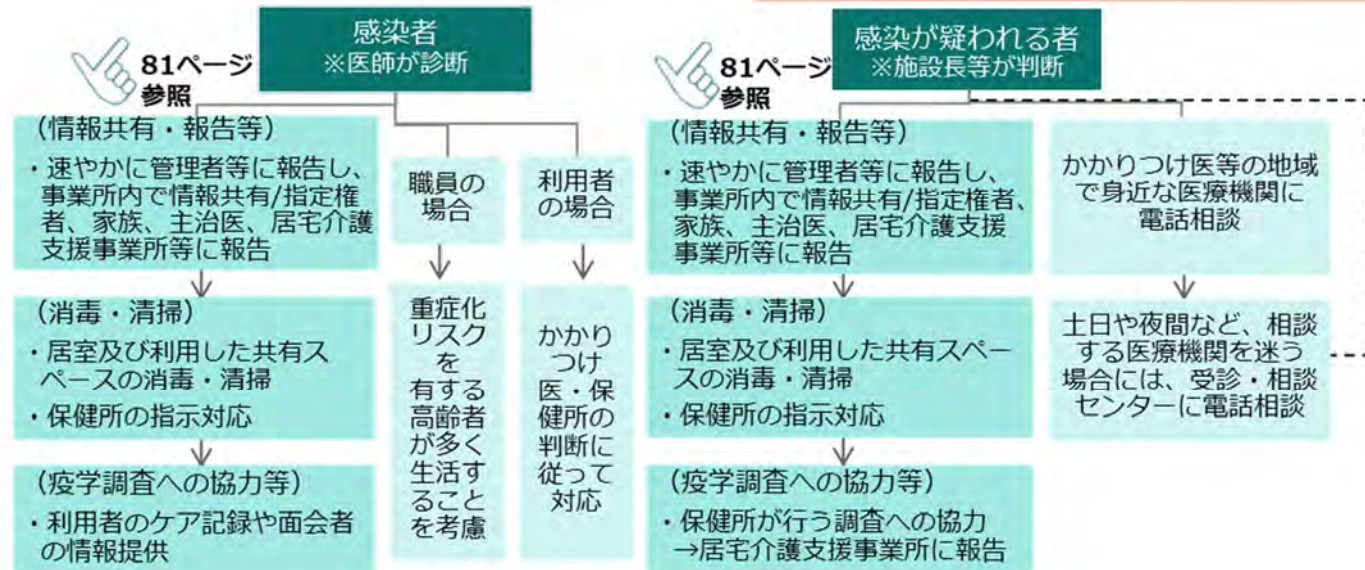 感染者
※医師が診断
81ページ
参照
(情報共有・報告等)
・速やかに管理者等に報告し、
事業所内で情報共有/指定権
者、家族、主治医、居宅介護
支援事業所等に報告
(消毒・清掃)
・居室及び利用した共有ス
ペースの消毒・清掃
・保健所の指示対応
(疫学調査への協力等)
・利用者のケア記録や面会者
の情報提供
職員の
場合
重症化
リスク
を
有する
高齢者
が多く
生活す
ること
を考慮
利用者
の場合
かかり
つけ
医・保
健所の
判断に
従って
対応
感染が疑われる者
※施設長等が判断
81ページ
参照
(情報共有・報告等)
・速やかに管理者等に報告し、
事業所内で情報共有/指定権者、
家族、主治医、居宅介護支援
事業所等に報告
(消毒・清掃)
・居室及び利用した共有スペー
スの消毒・清掃
・保健所の指示対応
(疫学調査への協力等)
・保健所が行う調査への協力
→居宅介護支援事業所に報告
かかりつけ医等の地域
で身近な医療機関に
電話相談
土日や夜間など、相談
する医療機関を迷う
場合には、受診・相談
センターに電話相談